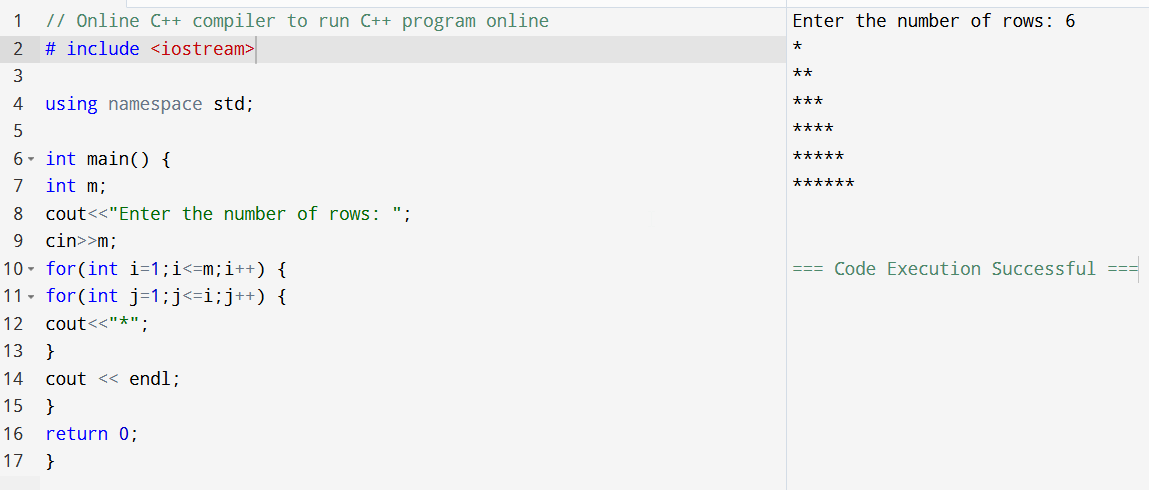 1 // Online C++ compiler to run C++ program online
2 # include <iostream>
3
4 using namespace std;
5
6 int main() {
7 int m;
8 cout<<"Enter the number of rows: ";
9 cin>>m;
10 for(int i=1;i<=m;i++) {
11 for(int j=1;j<=i;j++) {
12 cout<<"*";
13 }
14 cout << endl;
15 }
16 return 0;
17 }
Enter the number of rows: 6
*
**
***
****
*****
******
=== Code Execution Successful ===